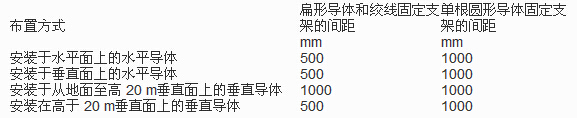 扁形导体和绞线固定支单根圆形导体固定支
布置方式 架的间距 架的间距
mm mm
安装于水平面上的水平导体 500 1000
安装于垂直面上的水平导体 500 1000
安装于从地面至高 20 m垂直面上的垂直导体 1000 1000
安装在高于 20 m垂直面上的垂直导体 500 1000